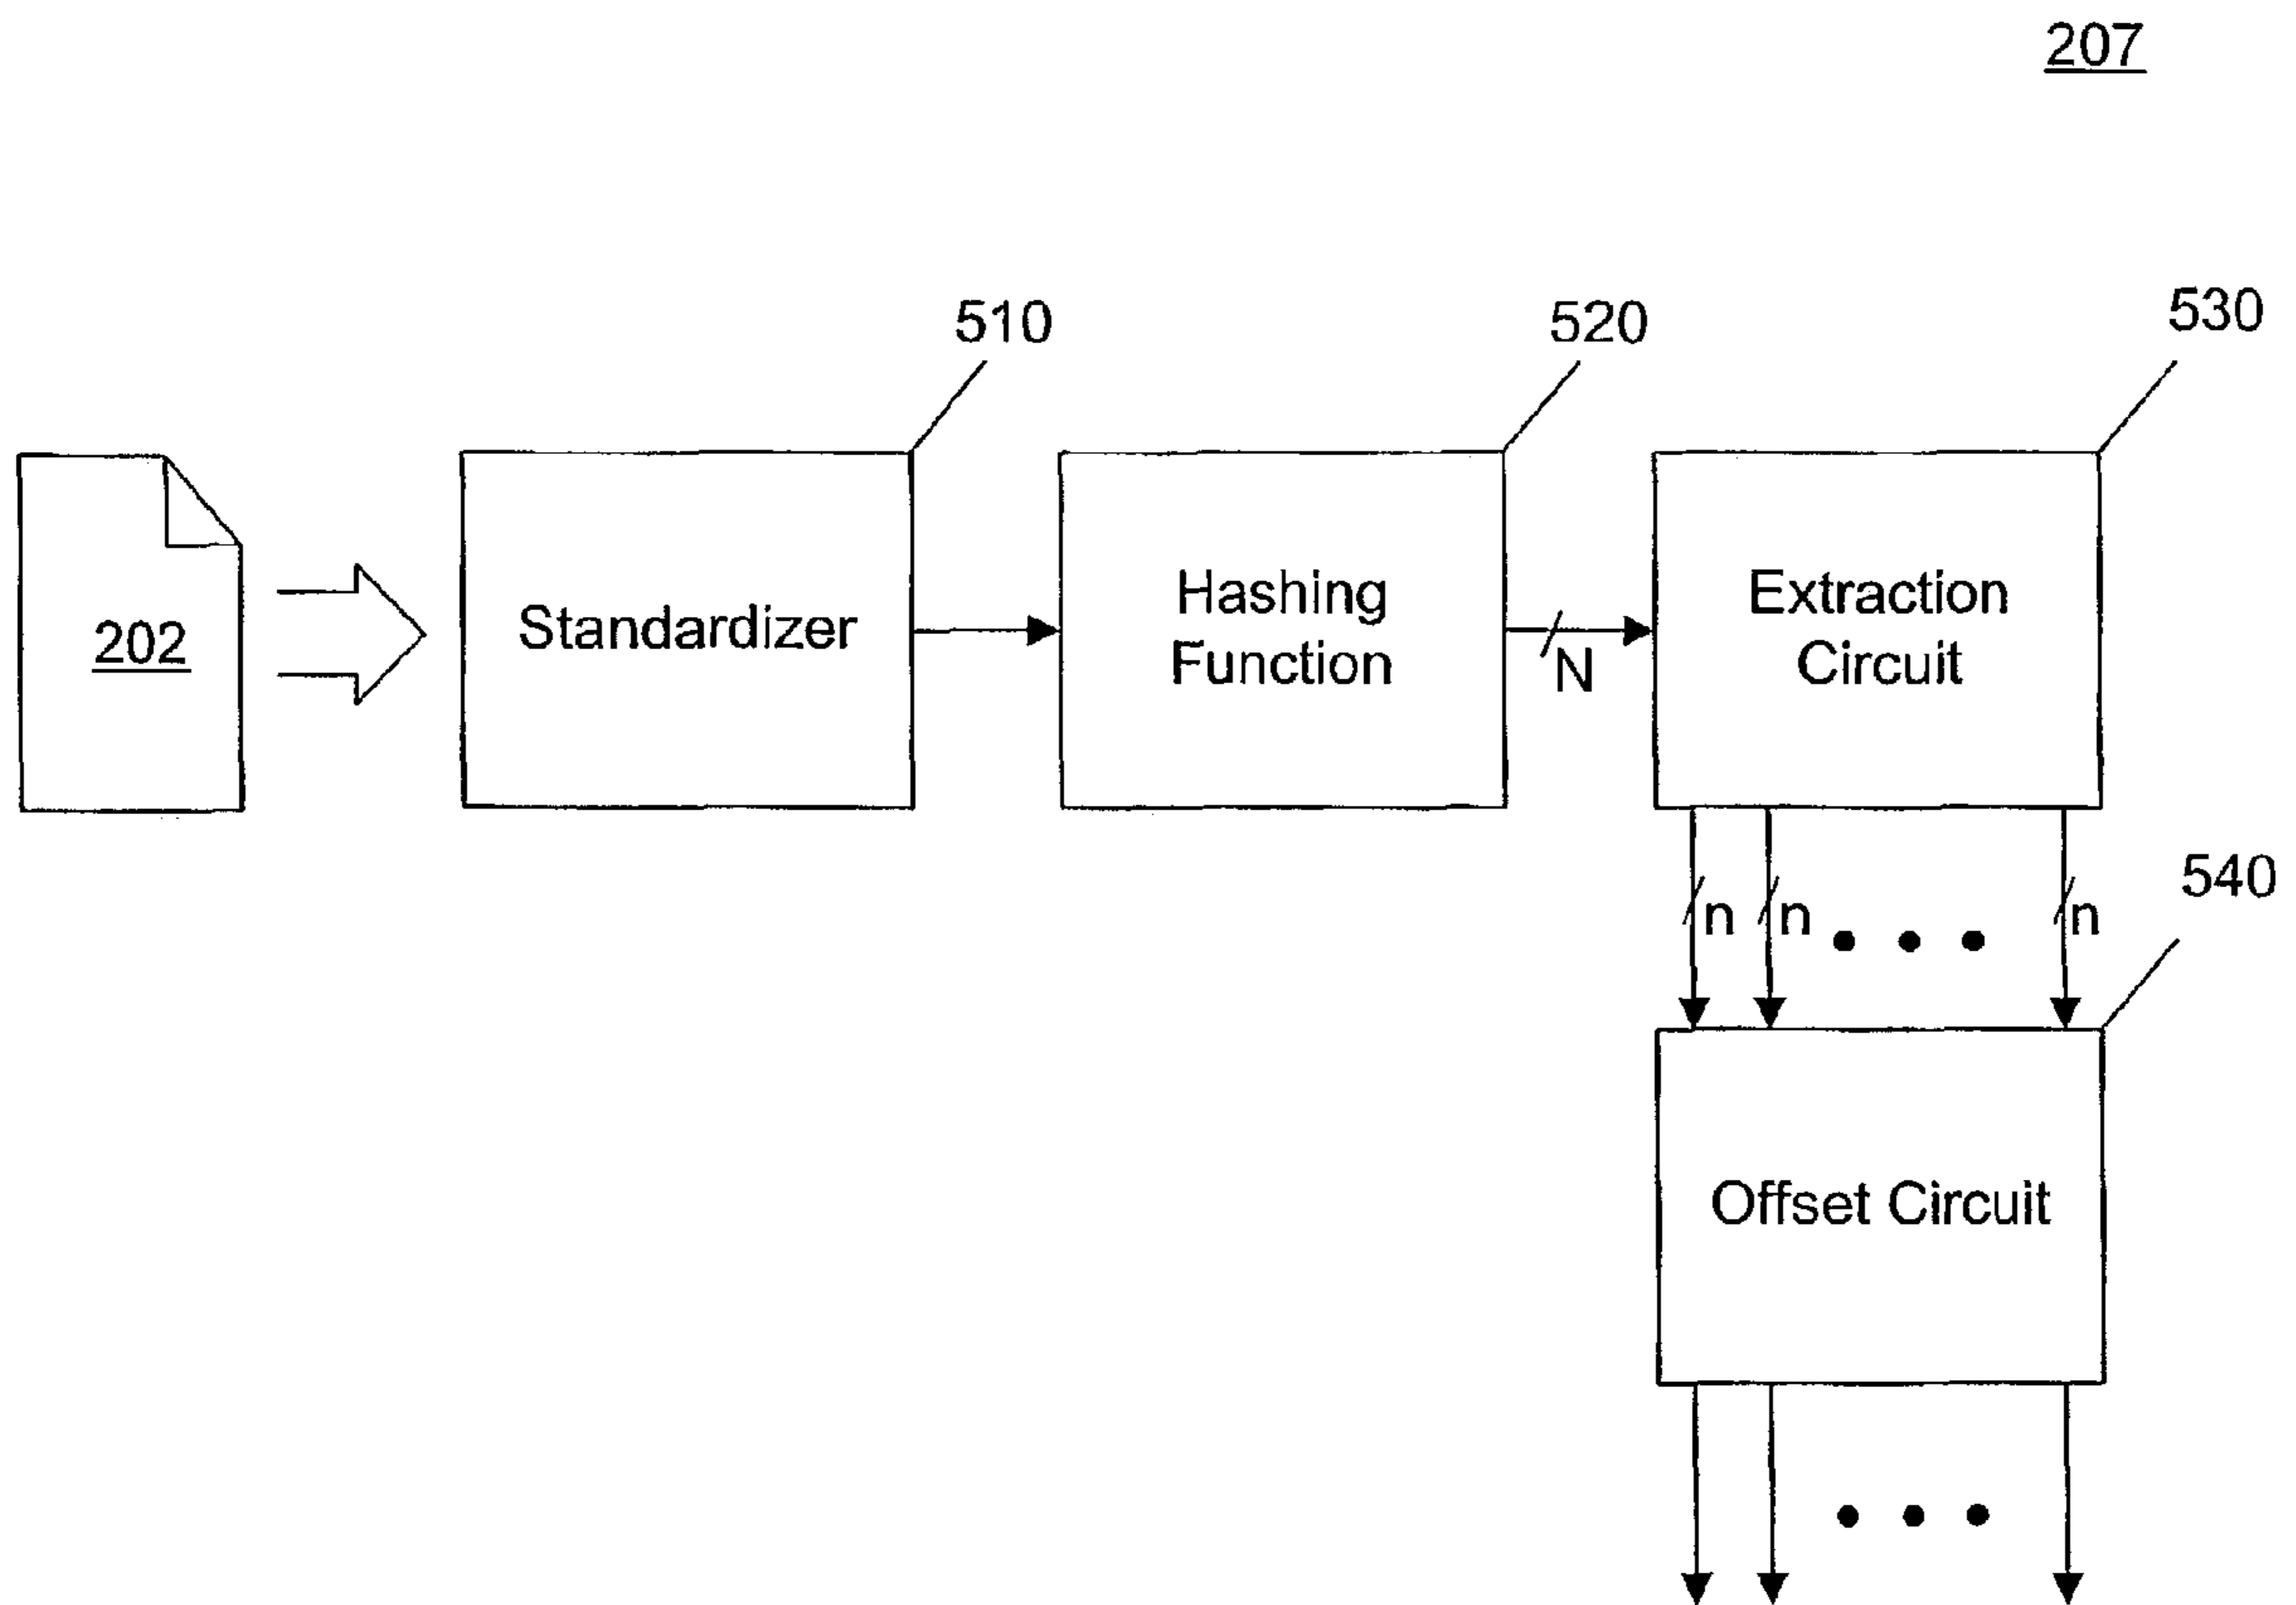 207
510
520
530
202
Standardizer
Hashing
Function
N
Extraction
Circuit
n
n
n
540
Offset Circuit